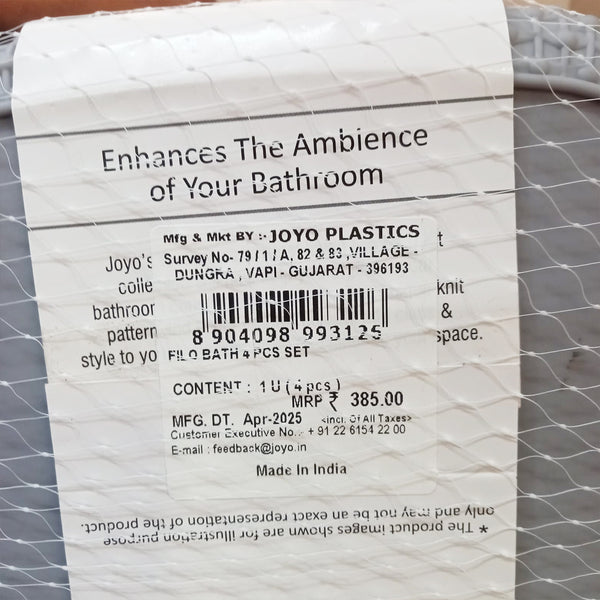 Enhances The Ambience
of Your Bathroom
Mfg & Mkt BY :- JOYO PLASTICS
Survey No- 79 / 1 / A, 82 & 83 ,VILLAGE -
DUNGRA , VAPI - GUJARAT - 396193
Joyo's
colle
knit
bathroom
&
pattern
space.
style to yo
8 904098 993125
FILO BATH 4 PCS SET
CONTENT : 1 U ( 4 pcs )
MRP ₹ 385.00
MFG. DT. Apr-2025 <incl. Of All Taxes>
Customer Executive No. - + 91 22 6154 22 00
E-mail : feedback@joyo.in
Made In India
* The product images shown are for illustration purpose
only and may not be an exact representation of the product.